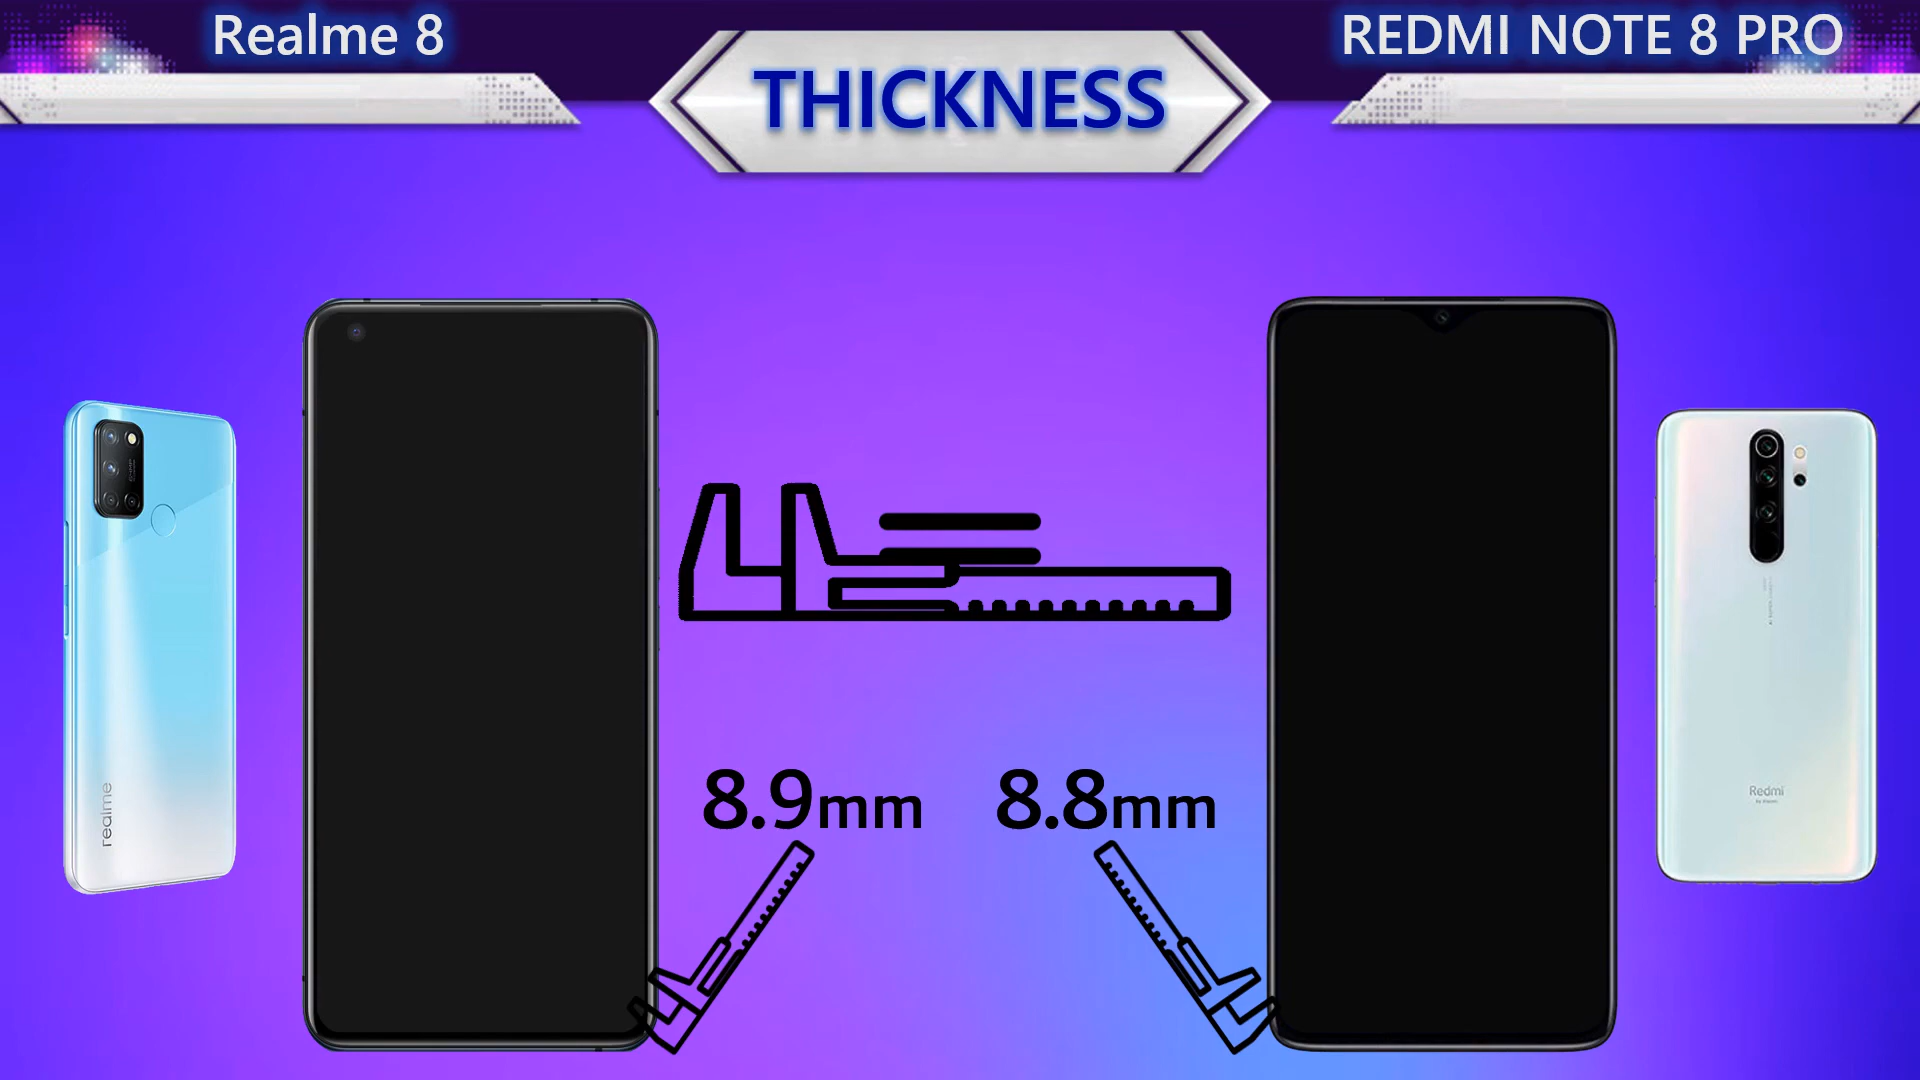 Realme 8
THICKNESS
REDMI NOTE 8 PRO
8.9mm
8.8mm
realme
Redmi